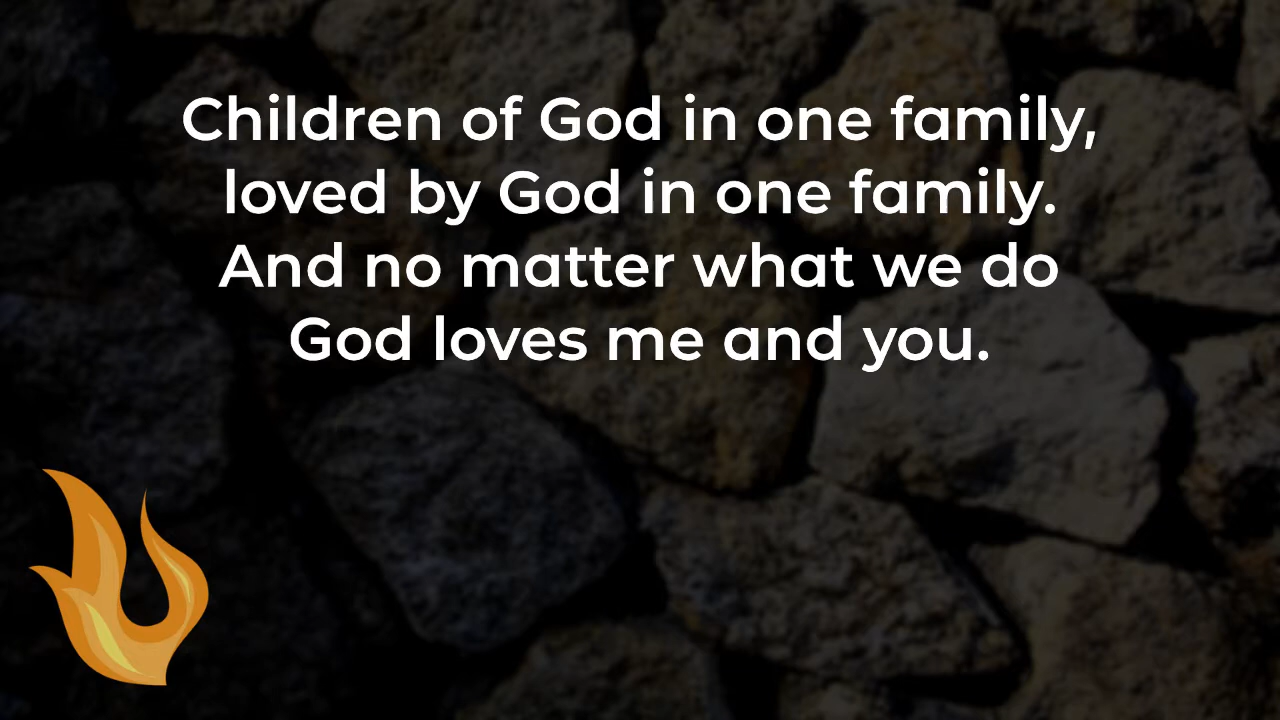 Children of God in one family,
loved by God in one family.
And no matter what we do
God loves me and you.